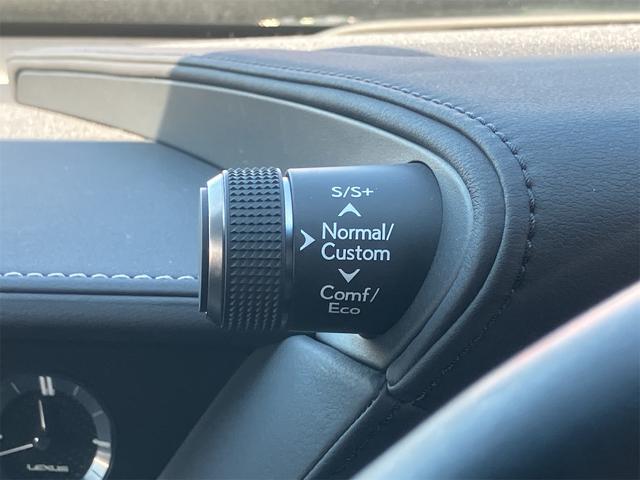 S/S+
Normal/
Custom
Comf/
Eco
LEXUS